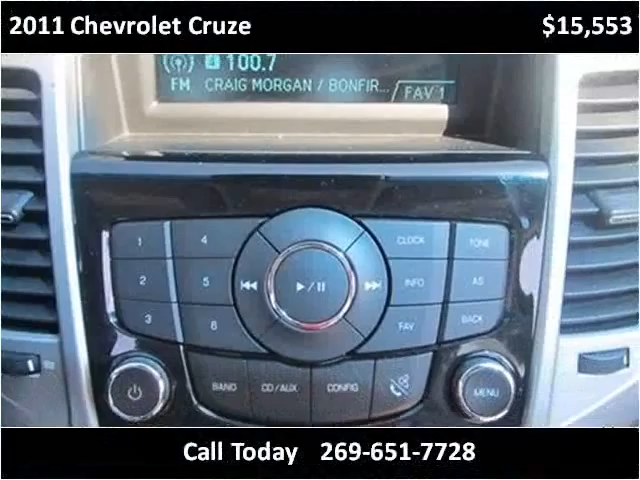 2011 Chevrolet Cruze $15,553
4 100.7
FM CRAIG MORGAN / BONFIR... FAV 1
1 4 CLOCK TONE
2 5 INFO AS
3 6 FAV BACK
BAND CD/AUX CONFIG MENU
Call Today 269-651-7728